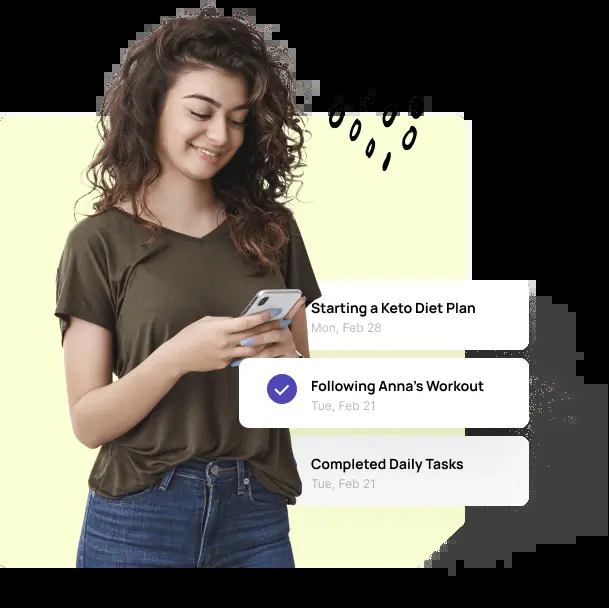 Starting a Keto Diet Plan
Mon, Feb 28
Following Anna's Workout
Tue, Feb 21
Completed Daily Tasks
Tue, Feb 21